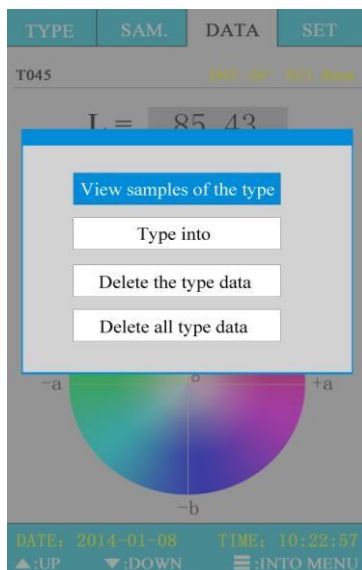 TYPE SAM. DATA SET
T045
L = 85.43
View samples of the type
Type into
Delete the type data
Delete all type data
-a +a
-b
DATE: 2014-01-08 TIME: 10:22:57
▲:UP ▼:DOWN ☰:INTO MENU